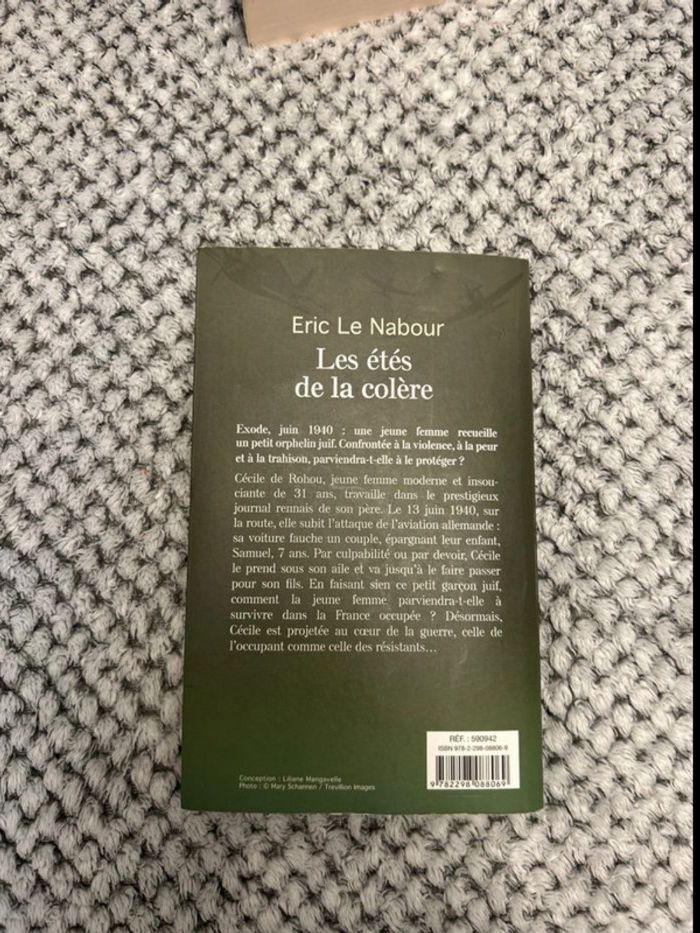 Eric Le Nabour
Les étés
de la colère
Exode, juin 1940 : une jeune femme recueille
un petit orphelin juif. Confrontée à la violence, à la peur
et à la trahison, parviendra-t-elle à le protéger ?
Cécile de Rohou, jeune femme moderne et insou-
ciante de 31 ans, travaille dans le prestigieux
journal rennais de son père. Le 13 juin 1940, sur
la route, elle subit l'attaque de l'aviation allemande :
sa voiture fauche un couple, épargnant leur enfant,
Samuel, 7 ans. Par culpabilité ou par devoir, Cécile
le prend sous son aile et va jusqu'à le faire passer
pour son fils. En faisant sien ce petit garçon juif,
comment la jeune femme parviendra-t-elle à
survivre dans la France occupée ? Désormais,
Cécile est projetée au cœur de la guerre, celle de
l'occupant comme celle des résistants…
RÉF. : 590942
ISBN 978-2-298-08806-9
9 782298 088069
Conception : Liliane Mangavelle
Photo : © Mary Schannen / Trevillion Images